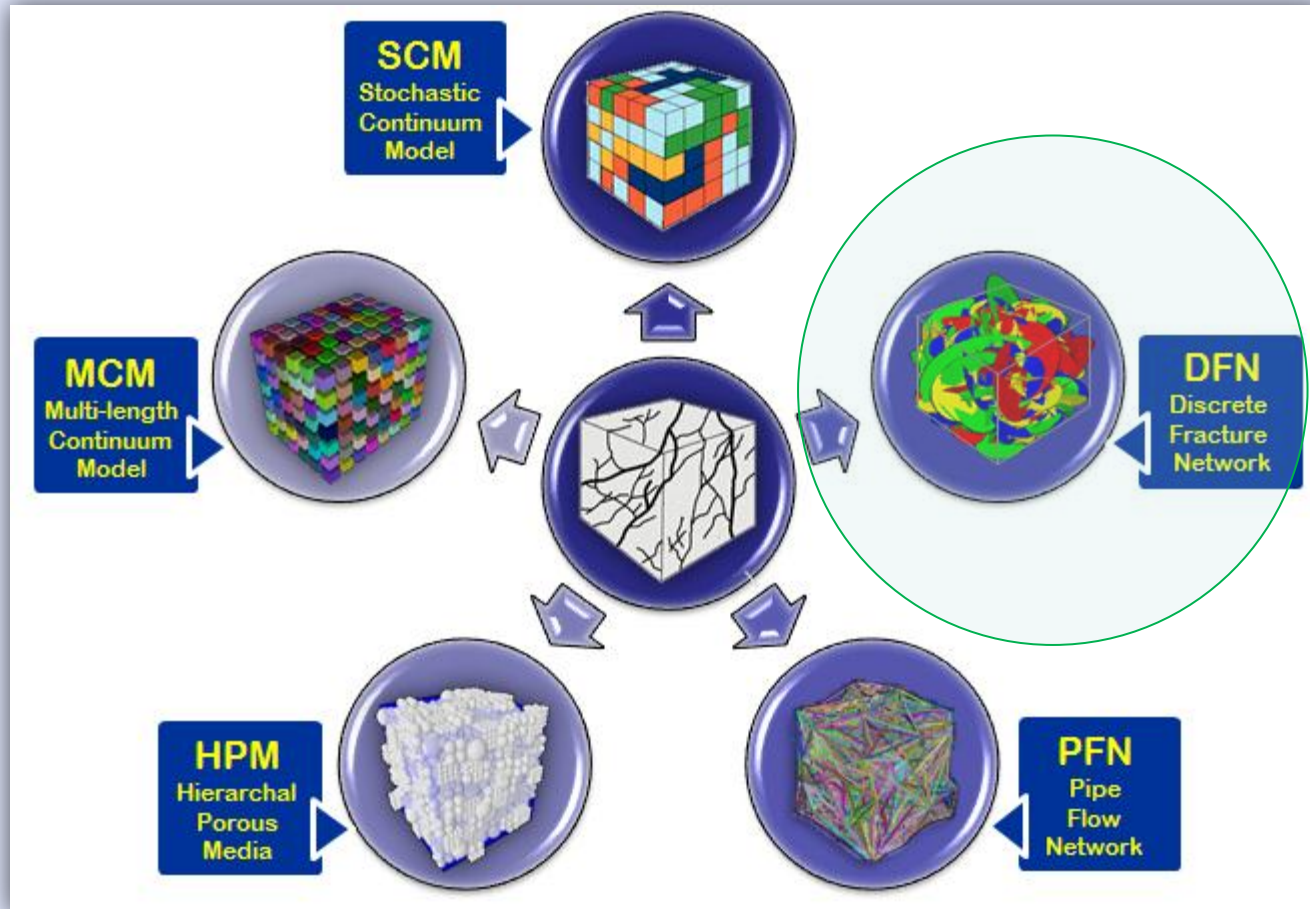 SCM
Stochastic
Continuum
Model
MCM
Multi-length
Continuum
Model
DFN
Discrete
Fracture
Network
HPM
Hierarchal
Porous
Media
PFN
Pipe
Flow
Network